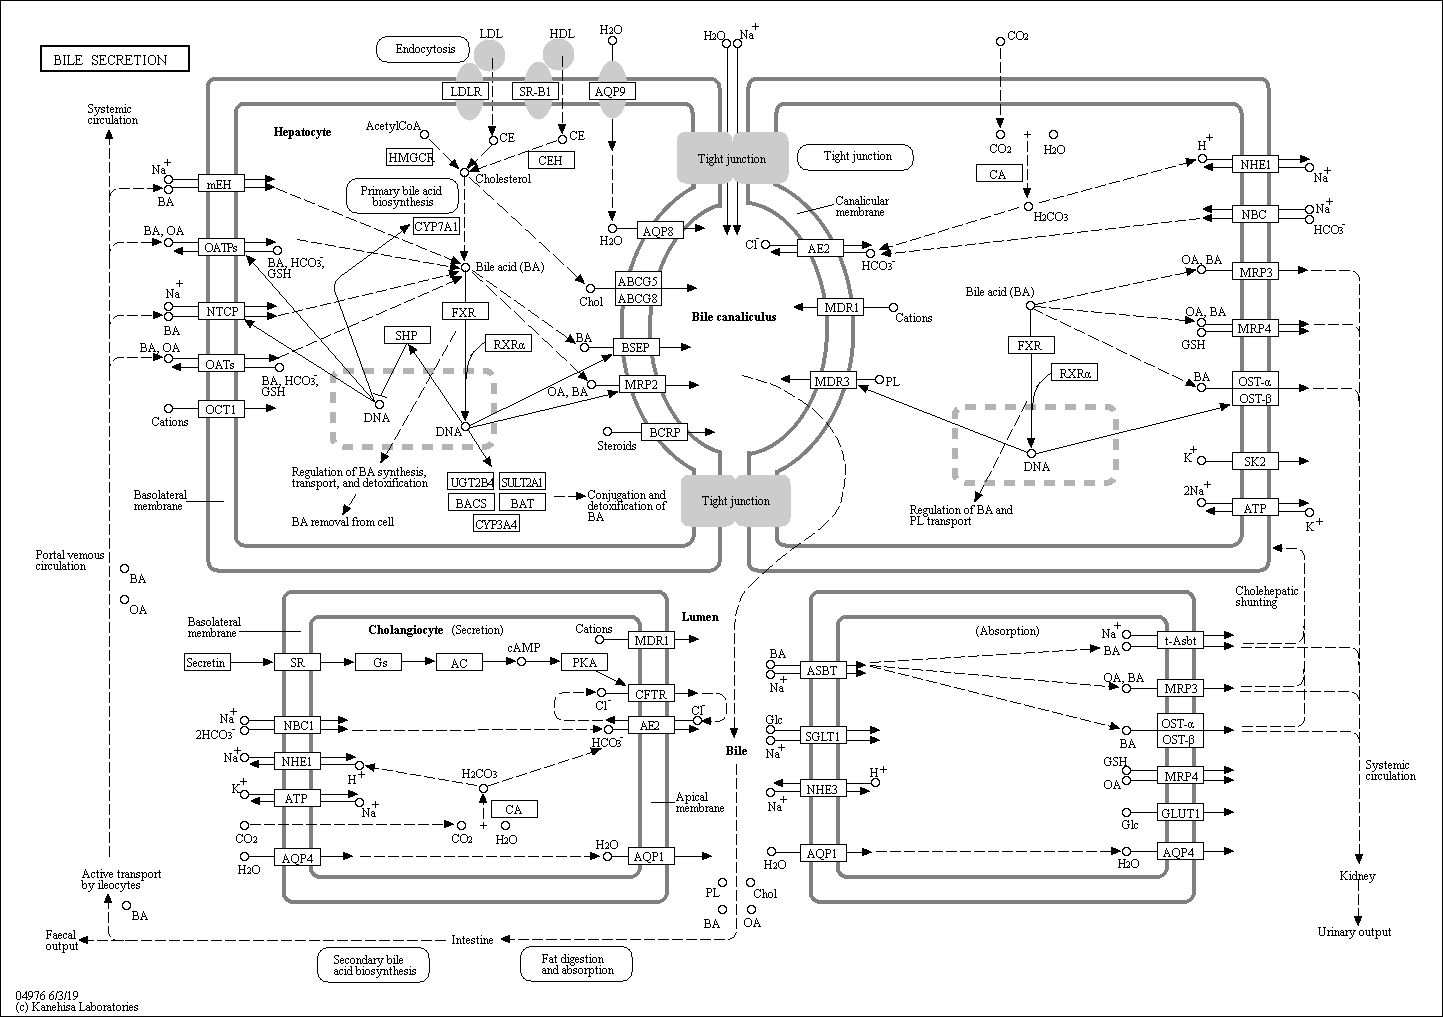 BILE SECRETION
Endocytosis
LDL
HDL
H2O
H2O
Na+
CO2
LDLR
SR-B1
AQP9
Systemic
circulation
Hepatocyte
AcetylCoA
CE
CE
HMGCR
CEH
Cholesterol
Tight junction
Tight junction
CO2
+
H2O
CA
H2CO3
H+
NHE1
Na+
Na+
mEH
BA
Primary bile acid
biosynthesis
CYP7A1
Canalicular
membrane
NBC
Na+
HCO3-
BA, OA
OATPs
BA, HCO3-,
GSH
H2O
AQP8
Cl-
AE2
HCO3-
Bile acid (BA)
OA, BA
MRP3
Na+
NTCP
BA
Chol
ABCG5
ABCG8
Bile canaliculus
MDR1
Cations
Bile acid (BA)
OA, BA
MRP4
GSH
FXR
SHP
RXRα
BA
BSEP
FXR
RXRα
BA, OA
OATs
BA, HCO3-,
GSH
OA, BA
MRP2
MDR3
PL
BA
OST-α
OST-β
OCT1
Cations
DNA
DNA
BCRP
Steroids
DNA
K+
SK2
Regulation of BA synthesis,
transport, and detoxification
BA removal from cell
UGT2B4
SULT2A1
BACS
BAT
CYP3A4
Conjugation and
detoxification of
BA
Tight junction
Regulation of BA and
PL transport
2Na+
ATP
K+
Basolateral
membrane
Portal venous
circulation
BA
OA
Cholehepatic
shunting
Basolateral
membrane
Cholangiocyte (Secretion)
Lumen
Cations
MDR1
(Absorption)
Na+
BA
t-Asbt
Secretin
SR
Gs
AC
cAMP
PKA
BA
ASBT
Na+
OA, BA
MRP3
Cl-
CFTR
Na+
2HCO3-
NBC1
HCO3-
AE2
Cl-
Glc
SGLT1
Na+
BA
OST-α
OST-β
Bile
Na+
NHE1
H+
H2CO3
GSH
MRP4
OA
Systemic
circulation
K+
ATP
Na+
CA
Apical
membrane
NHE3
H+
Na+
Glc
GLUT1
CO2
CO2
+
H2O
H2O
AQP4
H2O
AQP1
H2O
AQP1
H2O
AQP4
Active transport
by ileocytes
BA
PL
Chol
BA
OA
Kidney
Urinary output
Faecal
output
Intestine
Secondary bile
acid biosynthesis
Fat digestion
and absorption
04976 6/3/19
(c) Kanehisa Laboratories